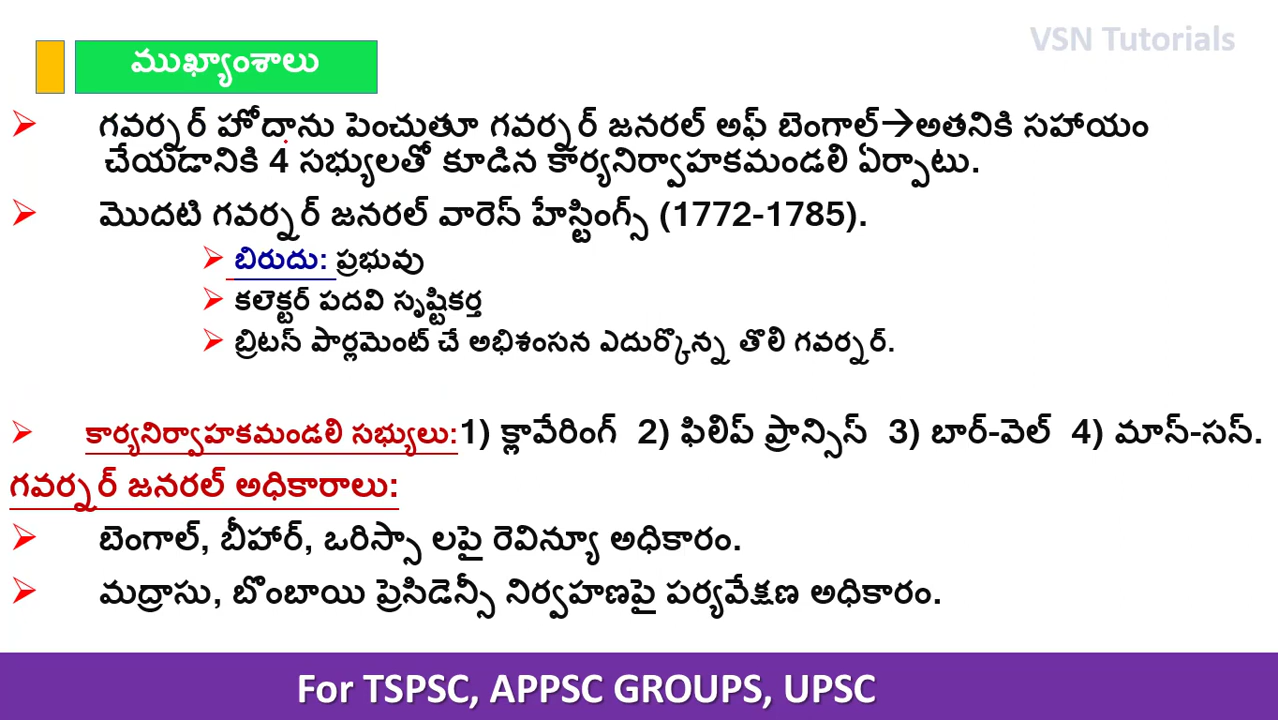 VSN Tutorials
ముఖ్యాంశాలు
➢ గవర్నర్ హోదాను పెంచుతూ గవర్నర్ జనరల్ అఫ్ బెంగాల్→అతనికి సహాయం
చేయడానికి 4 సభ్యులతో కూడిన కార్యనిర్వాహకమండలి ఏర్పాటు.
➢ మొదటి గవర్నర్ జనరల్ వారెన్ హేస్టింగ్స్ (1772-1785).
➢ బిరుదు: ప్రభువు
➢ కలెక్టర్ పదవి సృష్టికర్త
➢ బ్రిటన్ పార్లమెంట్ చే అభిశంసన ఎదుర్కొన్న తొలి గవర్నర్.
➢ కార్యనిర్వాహకమండలి సభ్యులు:1) క్లావేరింగ్ 2) ఫిలిప్ ప్రాన్సిస్ 3) బార్-వెల్ 4) మాన్-సన్.
గవర్నర్ జనరల్ అధికారాలు:
➢ బెంగాల్, బీహార్, ఒరిస్సా లపై రెవిన్యూ అధికారం.
➢ మద్రాసు, బొంబాయి ప్రెసిడెన్సీ నిర్వహణపై పర్యవేక్షణ అధికారం.
For TSPSC, APPSC GROUPS, UPSC